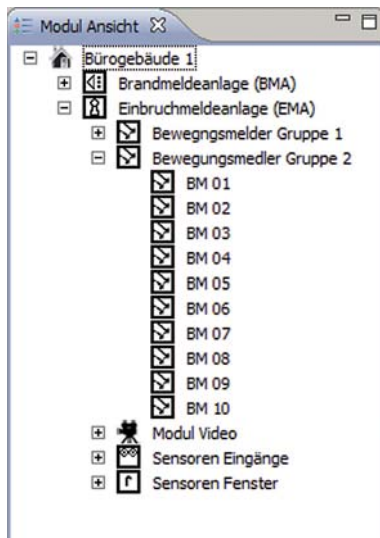 Modul Ansicht
Bürogebäude 1
Brandmeldeanlage (BMA)
Einbruchmeldeanlage (EMA)
Bewegngsmelder Gruppe 1
Bewegungsmedler Gruppe 2
BM 01
BM 02
BM 03
BM 04
BM 05
BM 06
BM 07
BM 08
BM 09
BM 10
Modul Video
Sensoren Eingänge
Sensoren Fenster